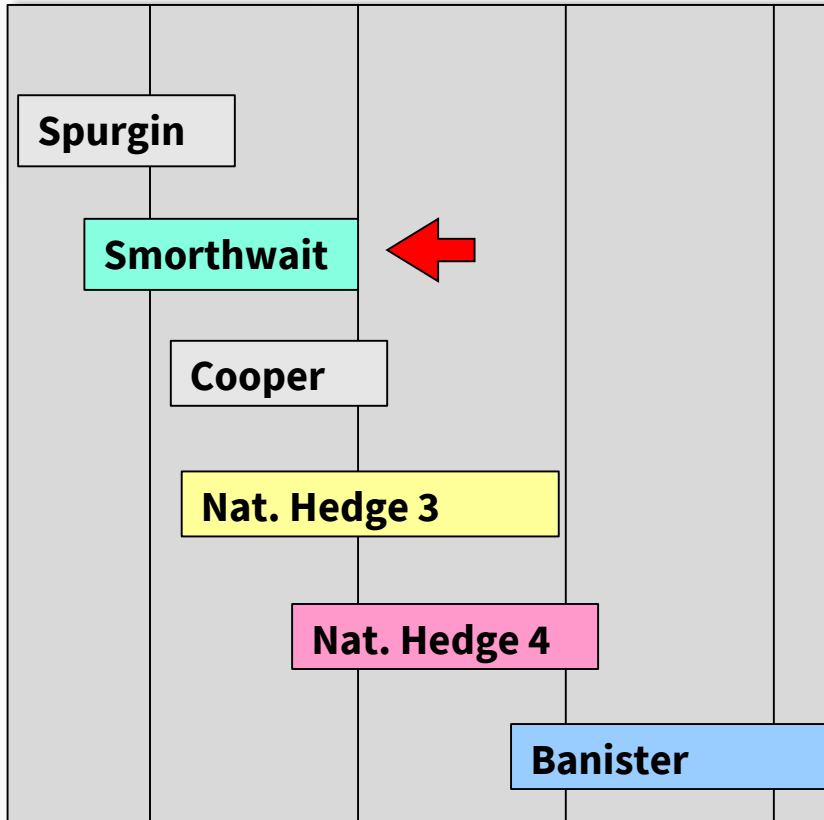 Spurgin
Smorthwait
Cooper
Nat. Hedge 3
Nat. Hedge 4
Banister